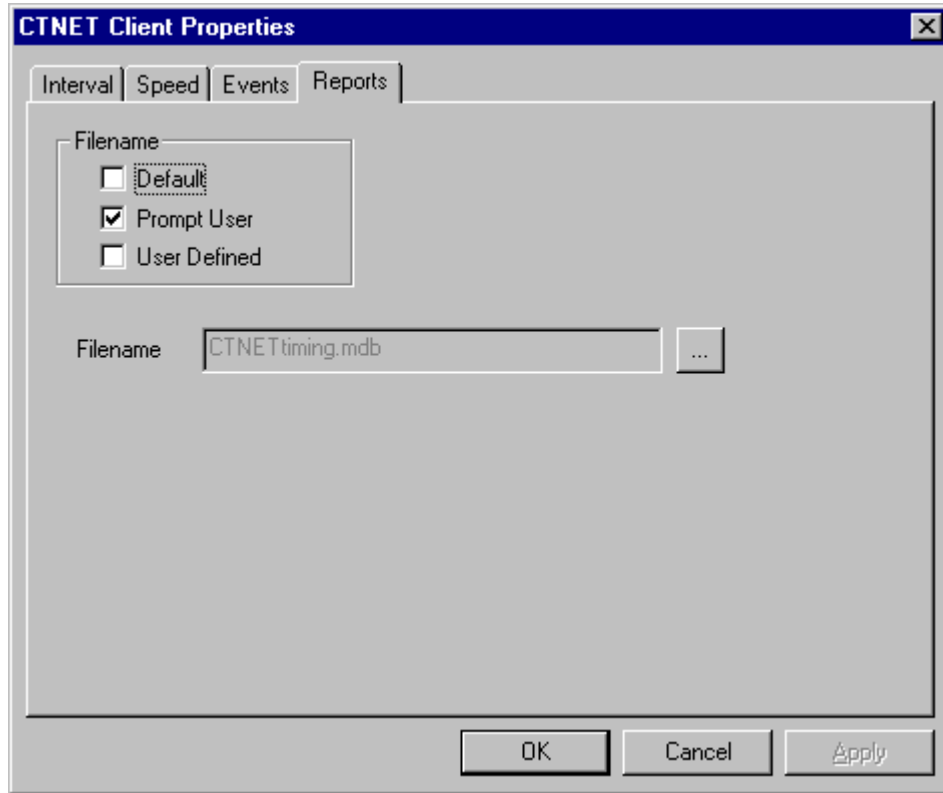 CTNET Client Properties
Interval Speed Events Reports
Filename
Default
Prompt User
User Defined
Filename CTNETtiming.mdb ...
OK Cancel Apply